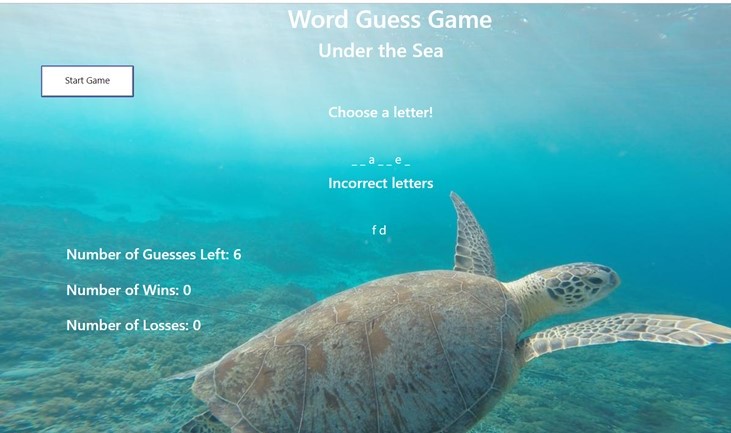 Word Guess Game
Under the Sea
Start Game
Choose a letter!
_ _ a _ _ e _
Incorrect letters
f d
Number of Guesses Left: 6
Number of Wins: 0
Number of Losses: 0